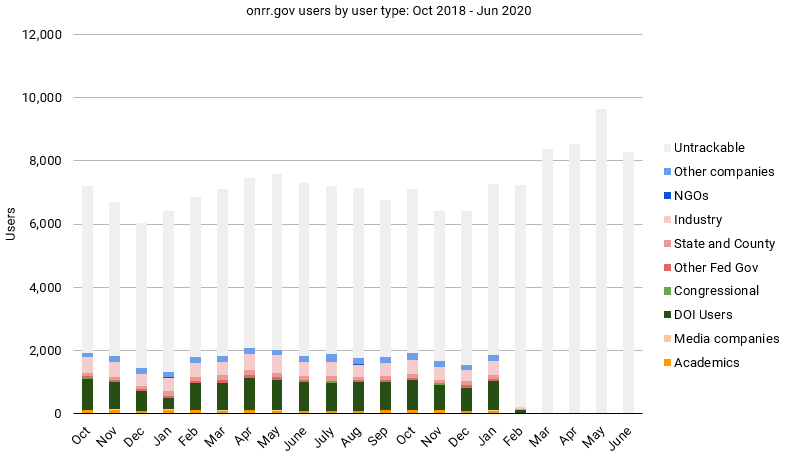 onrr.gov users by user type: Oct 2018 - Jun 2020
12,000
10,000
8,000
6,000
4,000
2,000
0
Users
Oct
Nov
Dec
Jan
Feb
Mar
Apr
May
June
July
Aug
Sep
Oct
Nov
Dec
Jan
Feb
Mar
Apr
May
June
Untrackable
Other companies
NGOs
Industry
State and County
Other Fed Gov
Congressional
DOI Users
Media companies
Academics